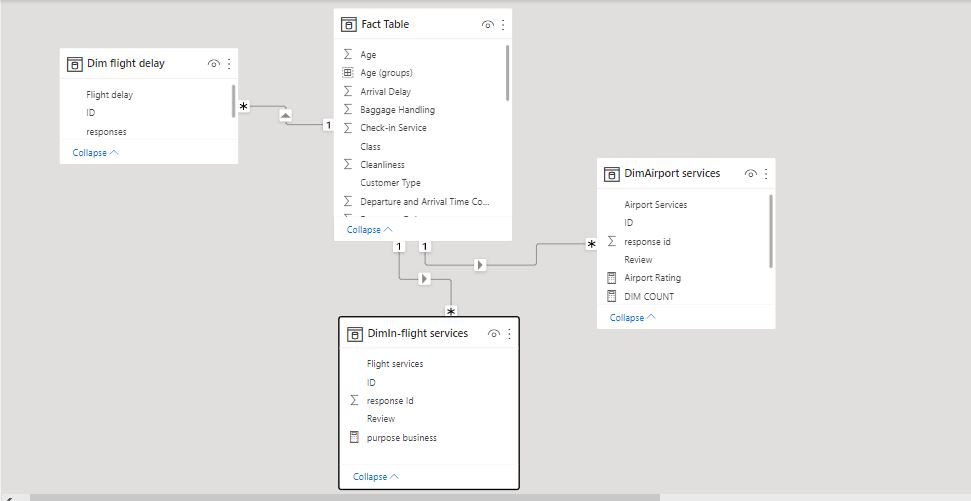 Fact Table
Age
Age (groups)
Arrival Delay
Baggage Handling
Check-in Service
Class
Cleanliness
Customer Type
Departure and Arrival Time Co...
Collapse
Dim flight delay
Flight delay
ID
responses
Collapse
*
1
DimAirport services
Airport Services
ID
response id
Review
Airport Rating
DIM COUNT
Collapse
1
1
*
*
DimIn-flight services
Flight services
ID
response Id
Review
purpose business
Collapse